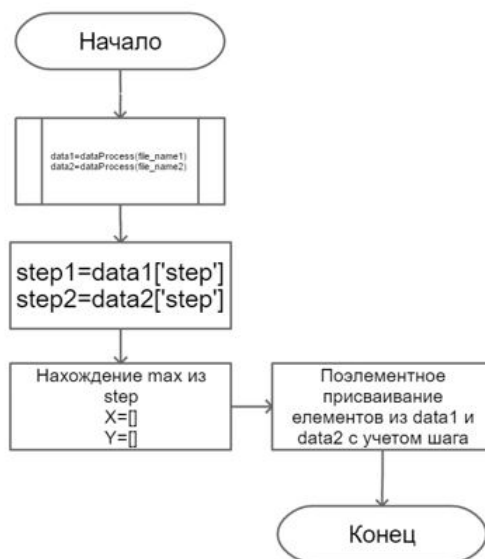 Начало
data1=dataProcess(file_name1)
data2=dataProcess(file_name2)
step1=data1['step']
step2=data2['step']
Нахождение max из
step
X=[]
Y=[]
Поэлементное
присваивание
елементов из data1 и
data2 с учетом шага
Конец